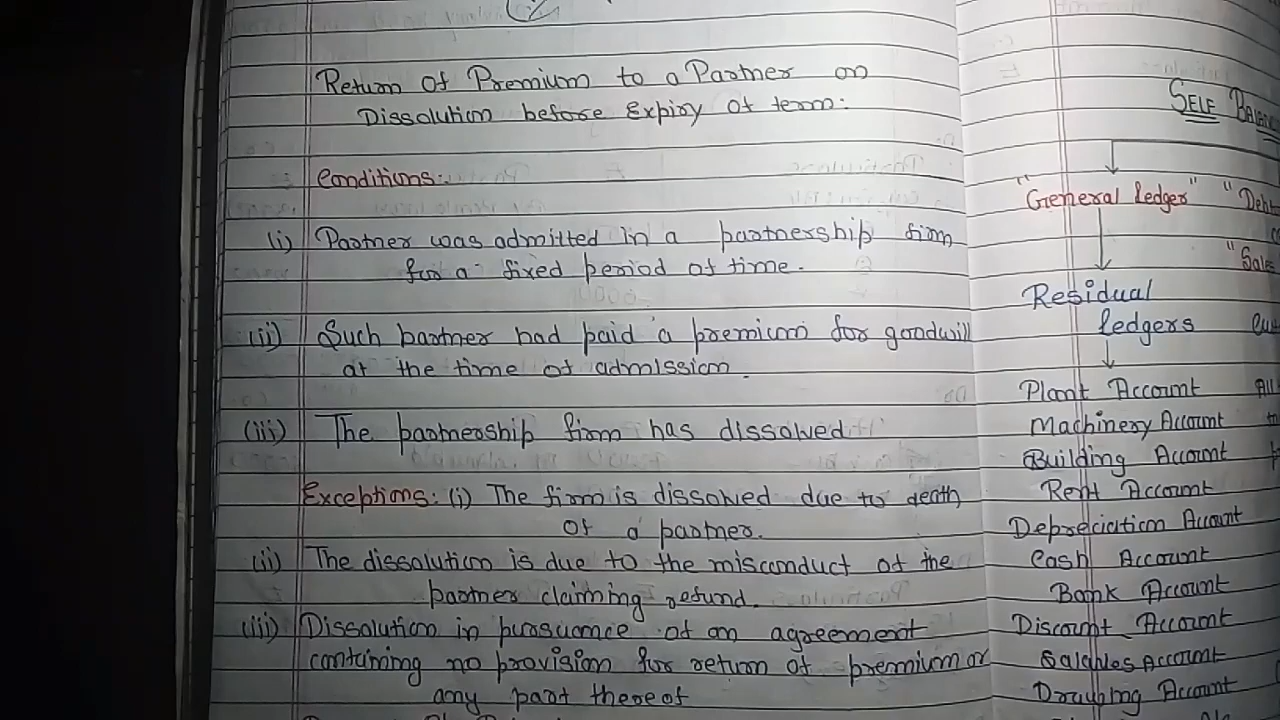 Return of Premium to a Partner on
Dissolution before Expiry of term:
Conditions:
(i) Partner was admitted in a partnership firm
for a fixed period of time.
(ii) Such partner had paid a premium for goodwill
at the time of admission.
(iii) The partnership firm has dissolved
Exceptions: (i) The firm is dissolved due to death
of a partner.
(ii) The dissolution is due to the misconduct of the
partner claiming refund.
(iii) Dissolution in pursuance of an agreement
containing no provision for return of premium or
any part thereof
SELF
"General ledger"
Residual
ledgers
Plant Account
Machinery Account
Building Account
Rent Account
Depreciation Account
Cash Account
Bank Account
Discount Account
Account
Account